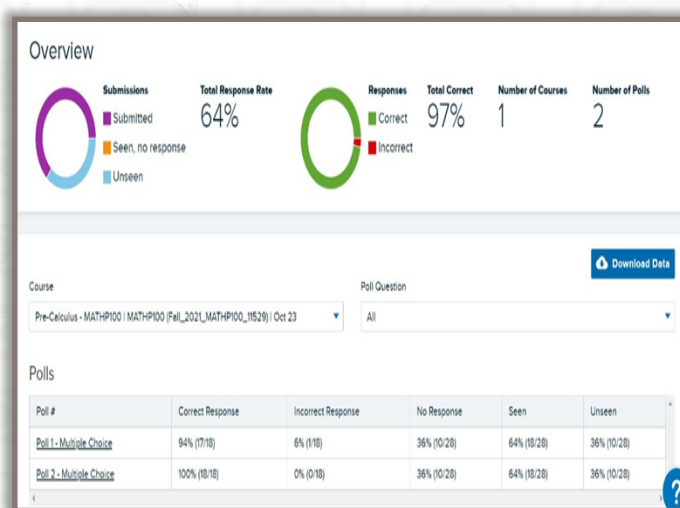 Overview
Submissions
Submitted
Seen, no response
Unseen
Total Response Rate
64%
Responses
Correct
Incorrect
Total Correct
97%
Number of Courses
1
Number of Polls
2
Download Data
Course
Poll Question
Pre-Calculus - MATHP100 | MATHP100 (Fall_2021_MATHP100_11529) | Oct 23
All
Polls
Poll # Correct Response Incorrect Response No Response Seen Unseen
Poll 1 - Multiple Choice 94% (17/18) 6% (1/18) 36% (10/28) 64% (18/28) 36% (10/28)
Poll 2 - Multiple Choice 100% (18/18) 0% (0/18) 36% (10/28) 64% (18/28) 36% (10/28)
?